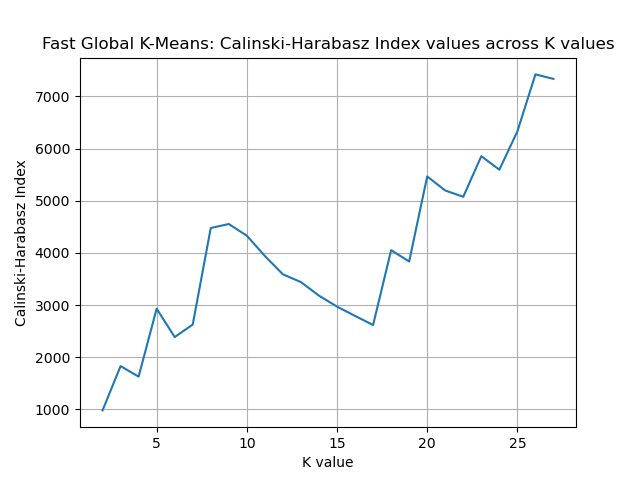 Fast Global K-Means: Calinski-Harabasz Index values across K values
7000
6000
5000
4000
3000
2000
1000
Calinski-Harabasz Index
5 10 15 20 25
K value